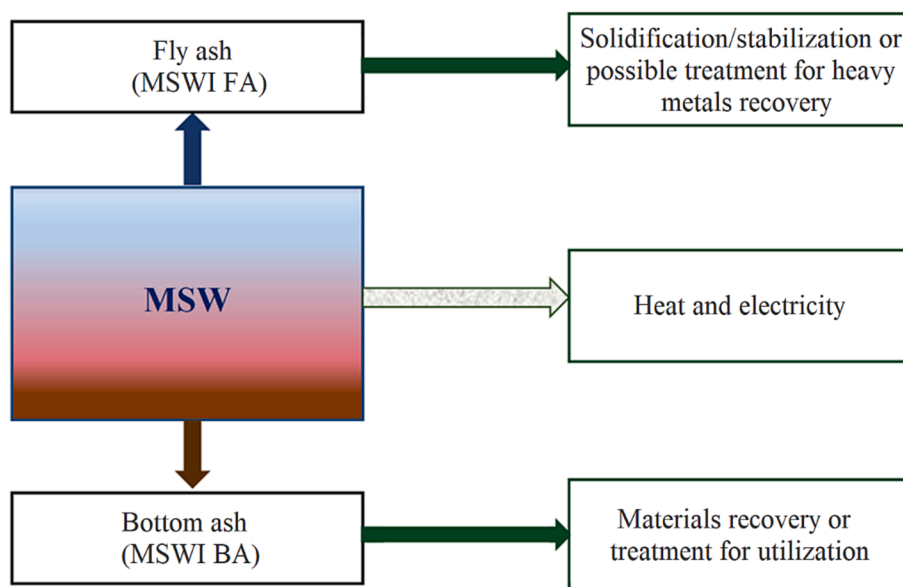 Fly ash
(MSWI FA)
Solidification/stabilization or
possible treatment for heavy
metals recovery
MSW
Heat and electricity
Bottom ash
(MSWI BA)
Materials recovery or
treatment for utilization